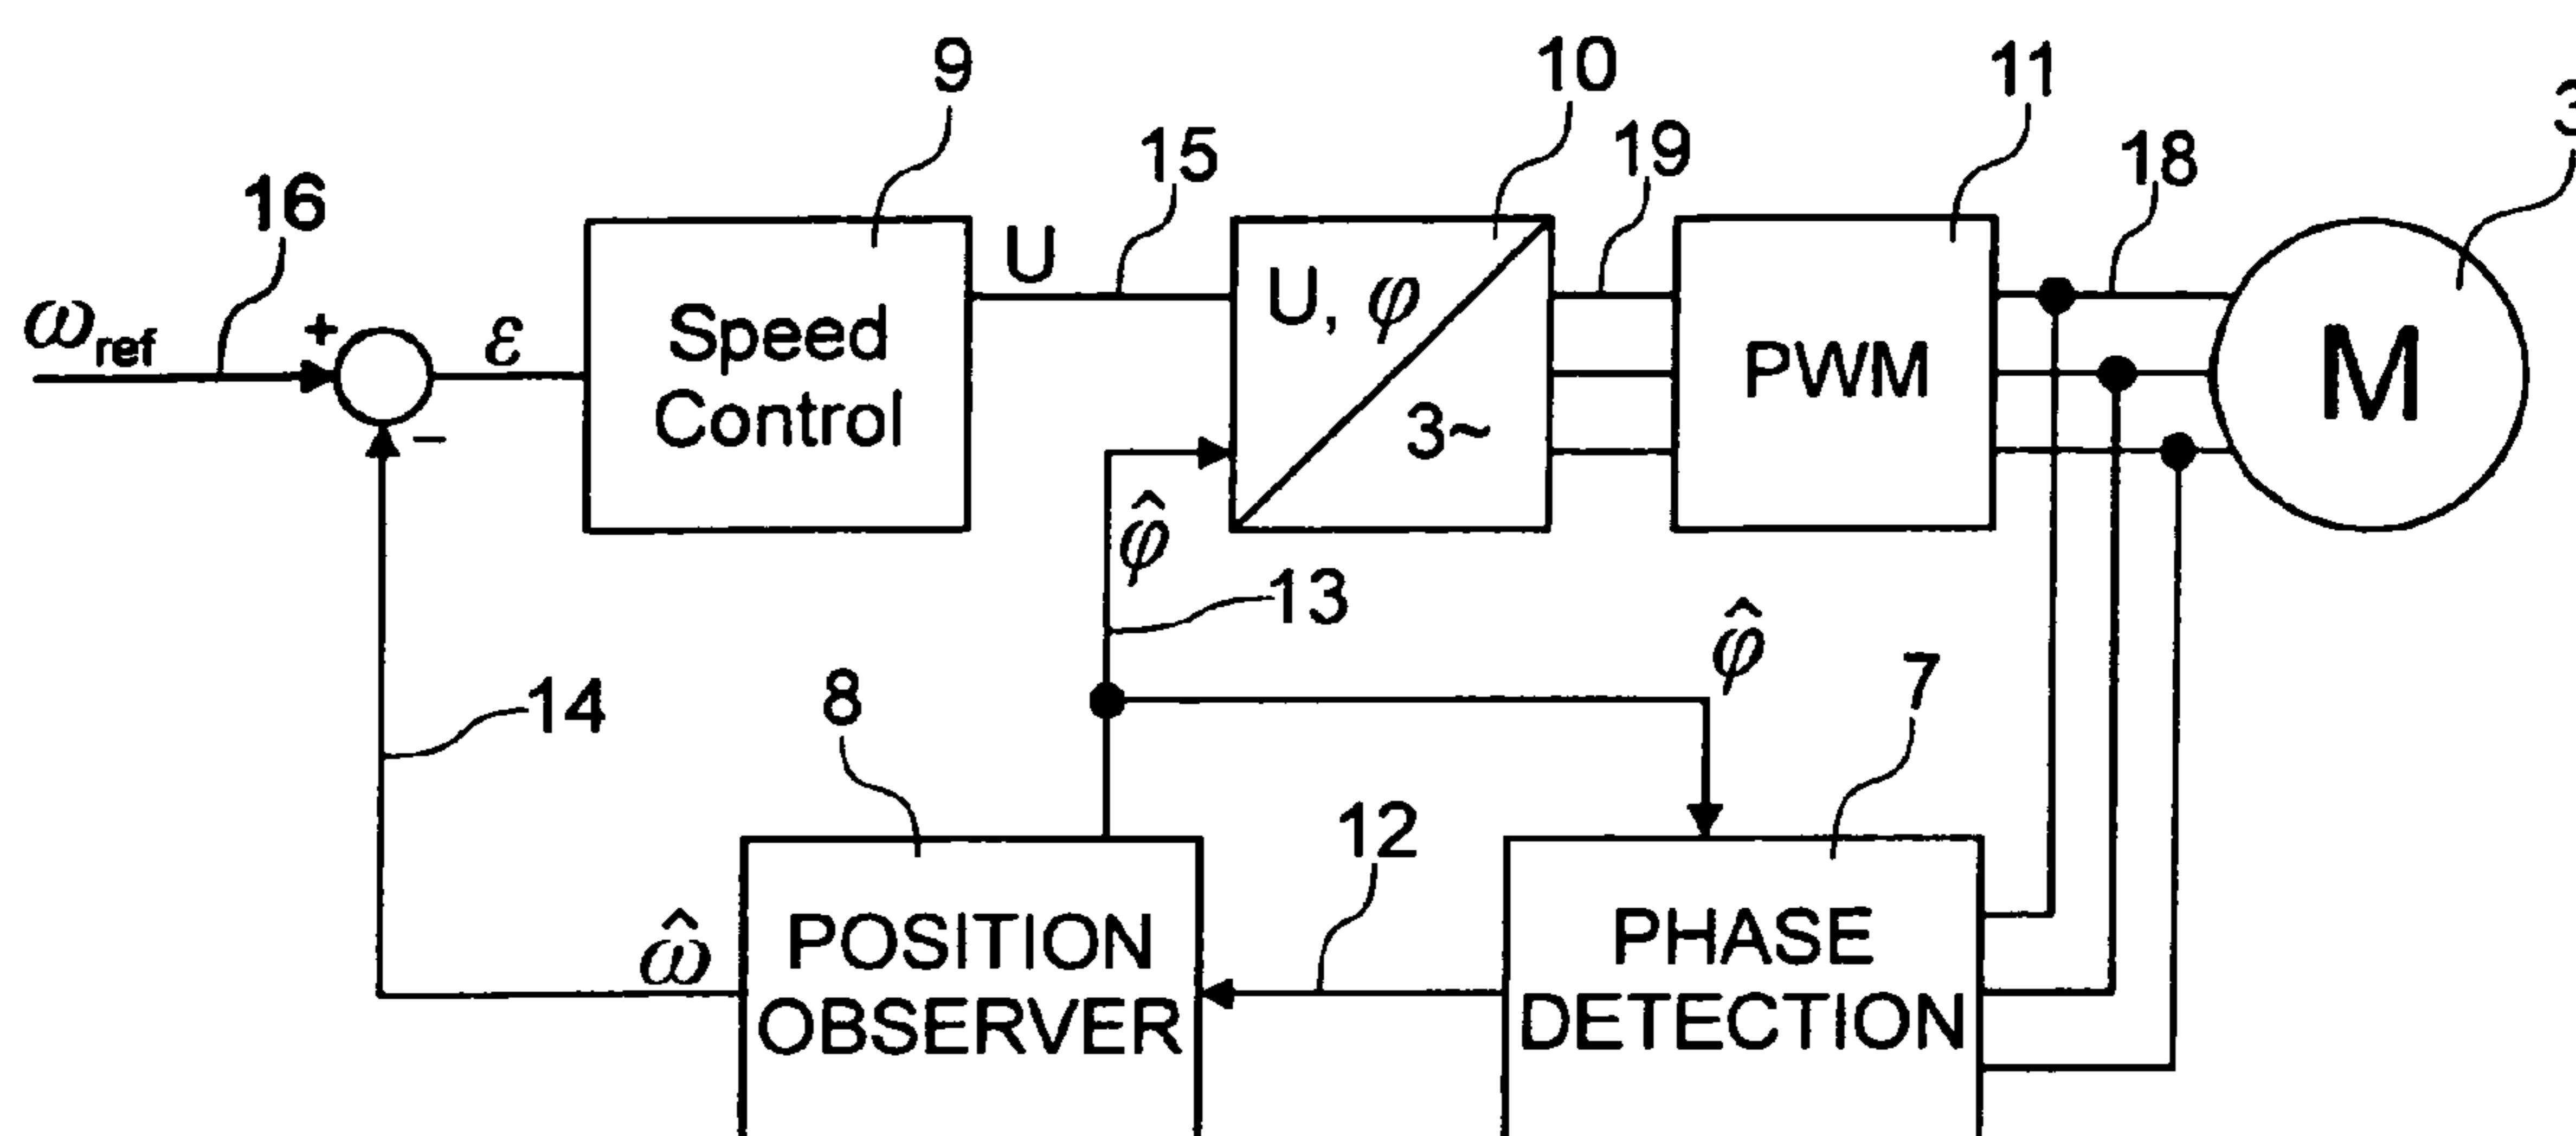 9
10
11
3
15
19
18
16
U
ω ref
+
ε
Speed
Control
U, φ
3~
PWM
M
−
φ̂
13
φ̂
14
8
7
12
ω̂
POSITION
OBSERVER
PHASE
DETECTION